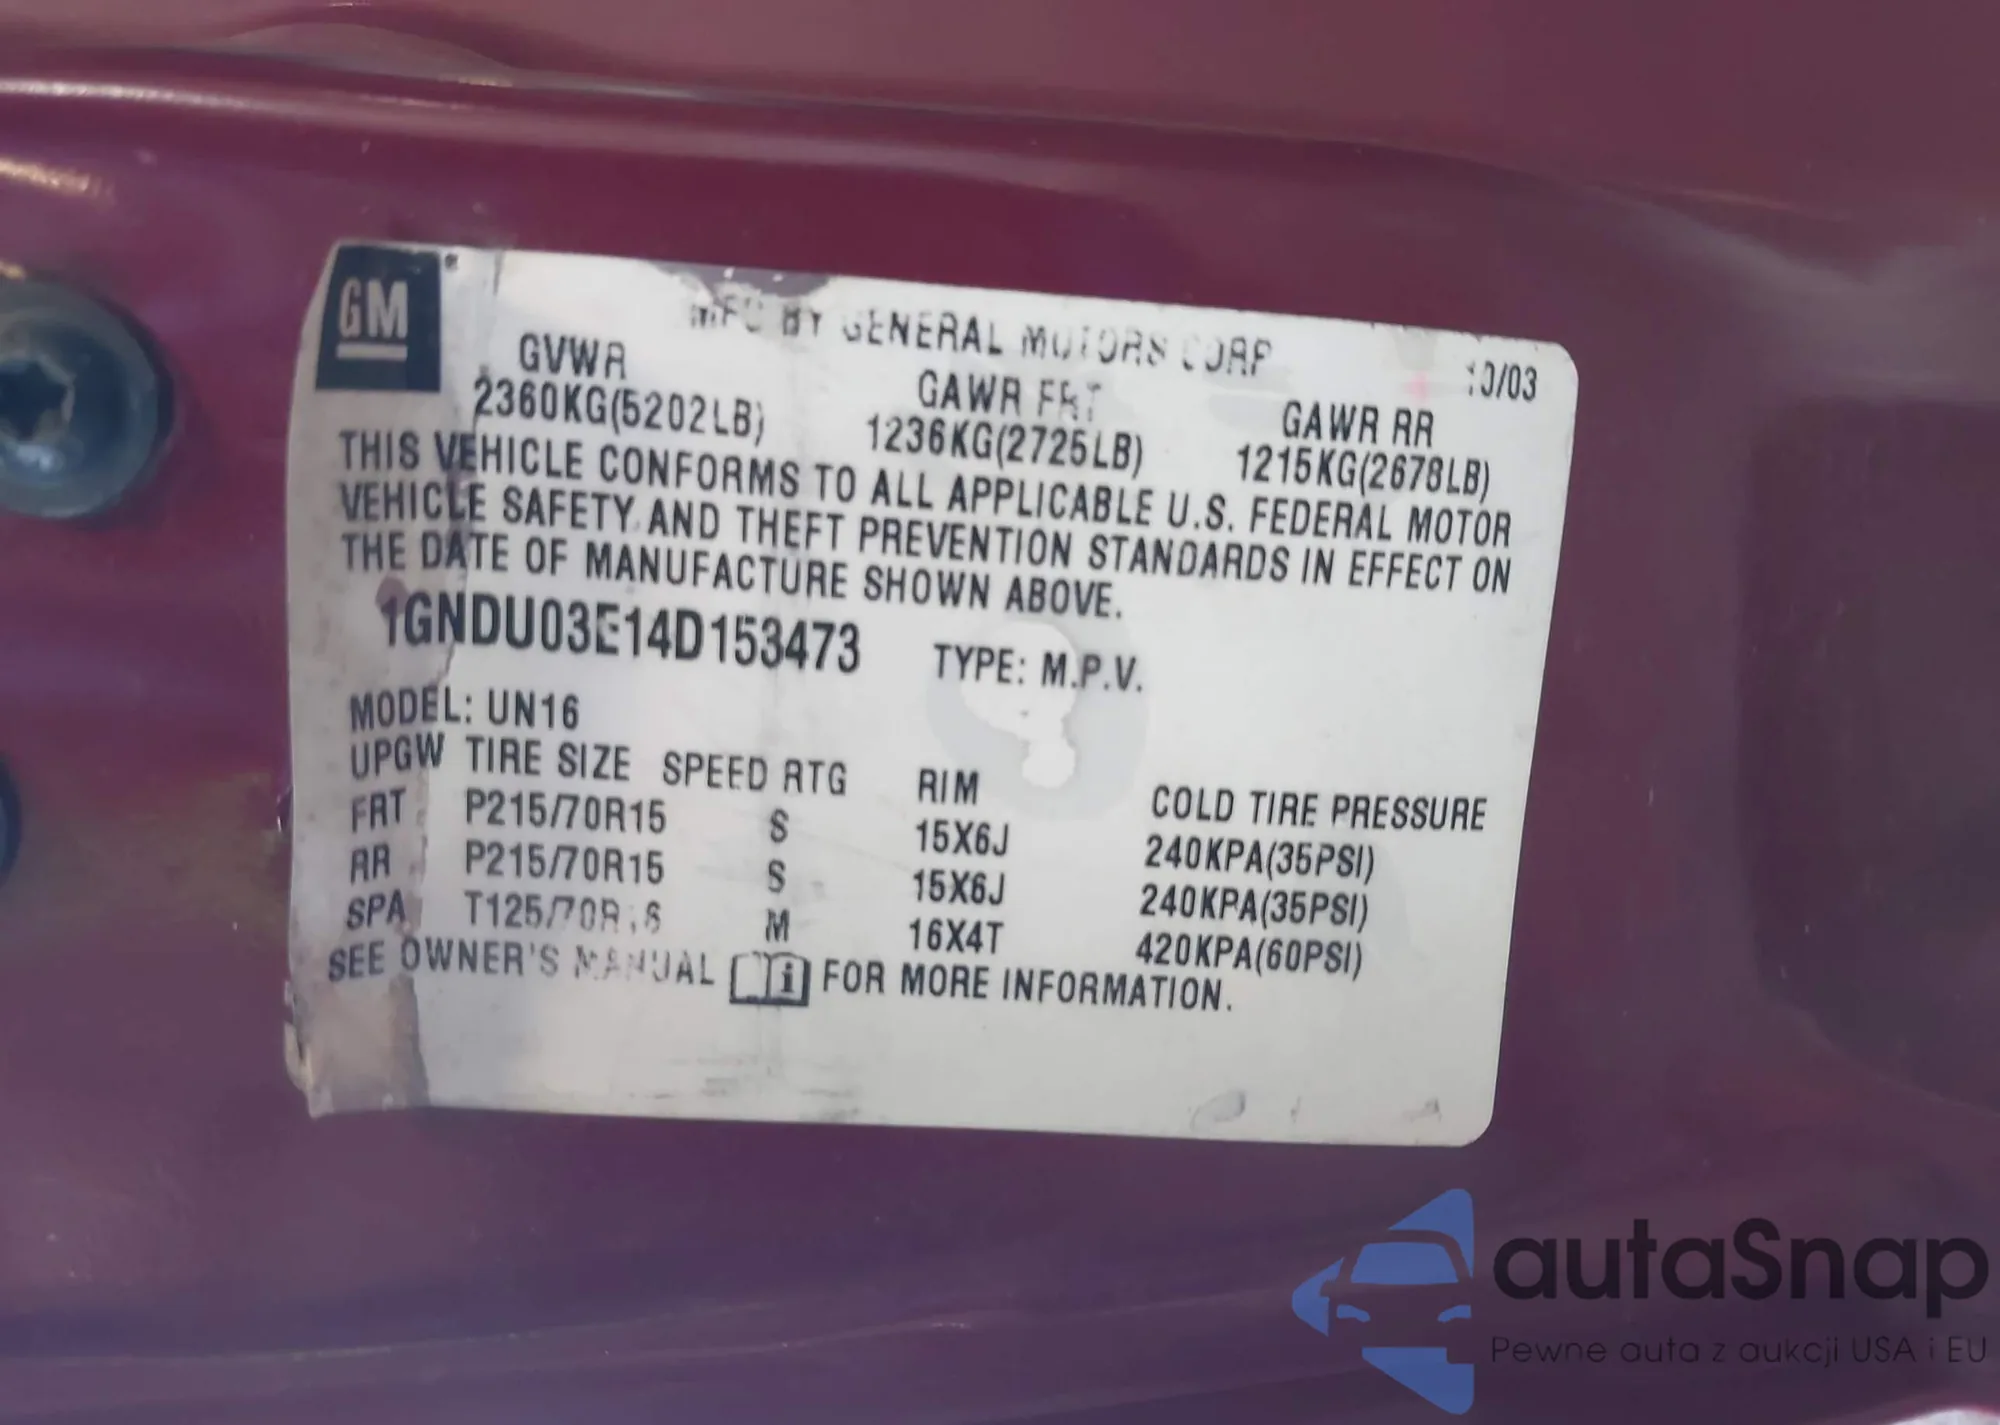 GM
MFD BY GENERAL MOTORS CORP
10/03
GVWR GAWR FRT GAWR RR
2360KG(5202LB) 1236KG(2725LB) 1215KG(2678LB)
THIS VEHICLE CONFORMS TO ALL APPLICABLE U.S. FEDERAL MOTOR
VEHICLE SAFETY AND THEFT PREVENTION STANDARDS IN EFFECT ON
THE DATE OF MANUFACTURE SHOWN ABOVE.
1GNDU03E14D153473 TYPE: M.P.V.
MODEL: UN16
UPGW TIRE SIZE SPEED RTG RIM COLD TIRE PRESSURE
FRT P215/70R15 S 15X6J 240KPA(35PSI)
RR P215/70R15 S 15X6J 240KPA(35PSI)
SPA T125/70R16 M 16X4T 420KPA(60PSI)
SEE OWNER'S MANUAL i FOR MORE INFORMATION.
autaSnap
Pewne auta z aukcji USA i EU